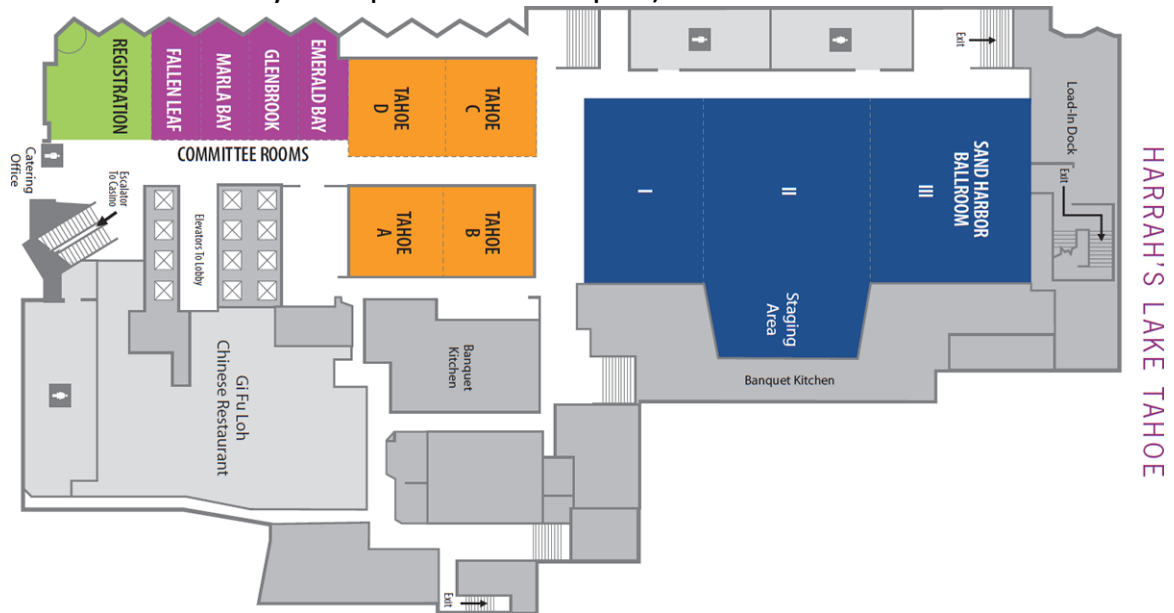 REGISTRATION
FALLEN LEAF
MARLA BAY
GLENBROOK
EMERALD BAY
TAHOE
D
TAHOE
C
COMMITTEE ROOMS
TAHOE
A
TAHOE
B
Catering
Office
Escalator
To Casino
Elevators To Lobby
Gi Fu Loh
Chinese Restaurant
Banquet
Kitchen
Exit
I
II
III
SAND HARBOR
BALLROOM
Staging
Area
Banquet Kitchen
Exit
Load-In Dock
Exit
HARRAH'S LAKE TAHOE